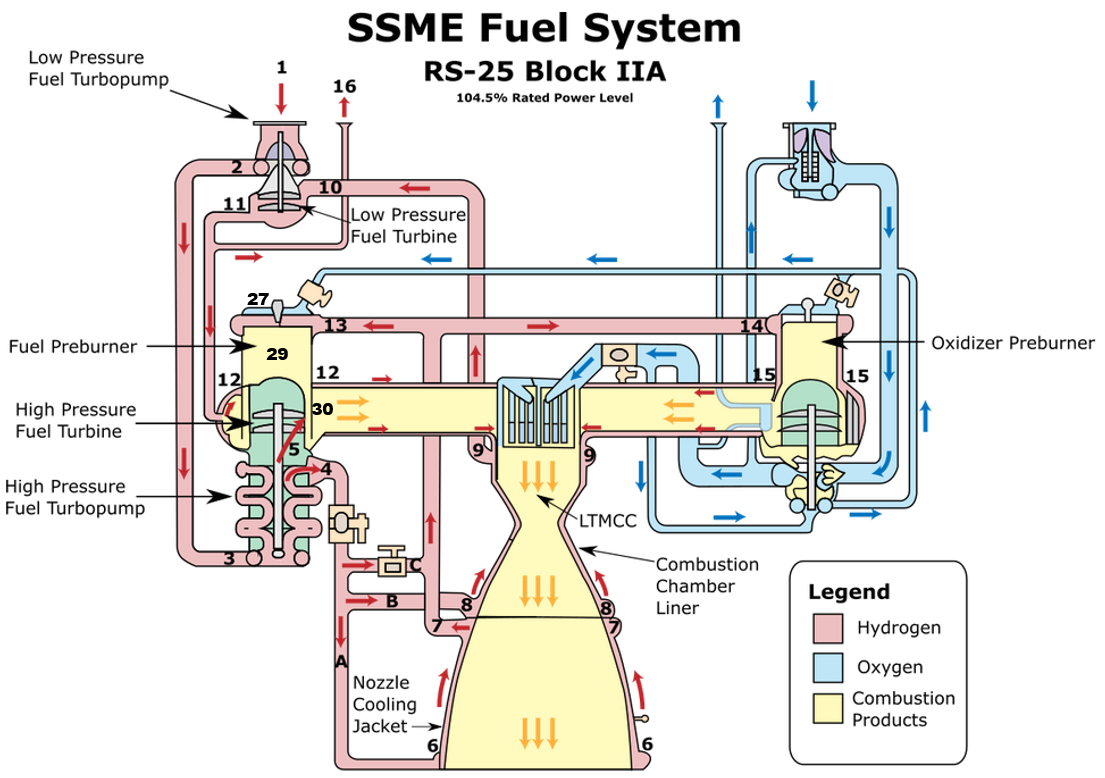 SSME Fuel System
RS-25 Block IIA
104.5% Rated Power Level
Low Pressure
Fuel Turbopump
1
16
2
10
11
Low Pressure
Fuel Turbine
27
13
14
Fuel Preburner
29
Oxidizer Preburner
12
12
15
15
High Pressure
Fuel Turbine
30
5
9
9
4
High Pressure
Fuel Turbopump
LTMCC
3
C
Combustion
Chamber
Liner
B
8
8
7
7
A
Nozzle
Cooling
Jacket
6
6
Legend
Hydrogen
Oxygen
Combustion
Products